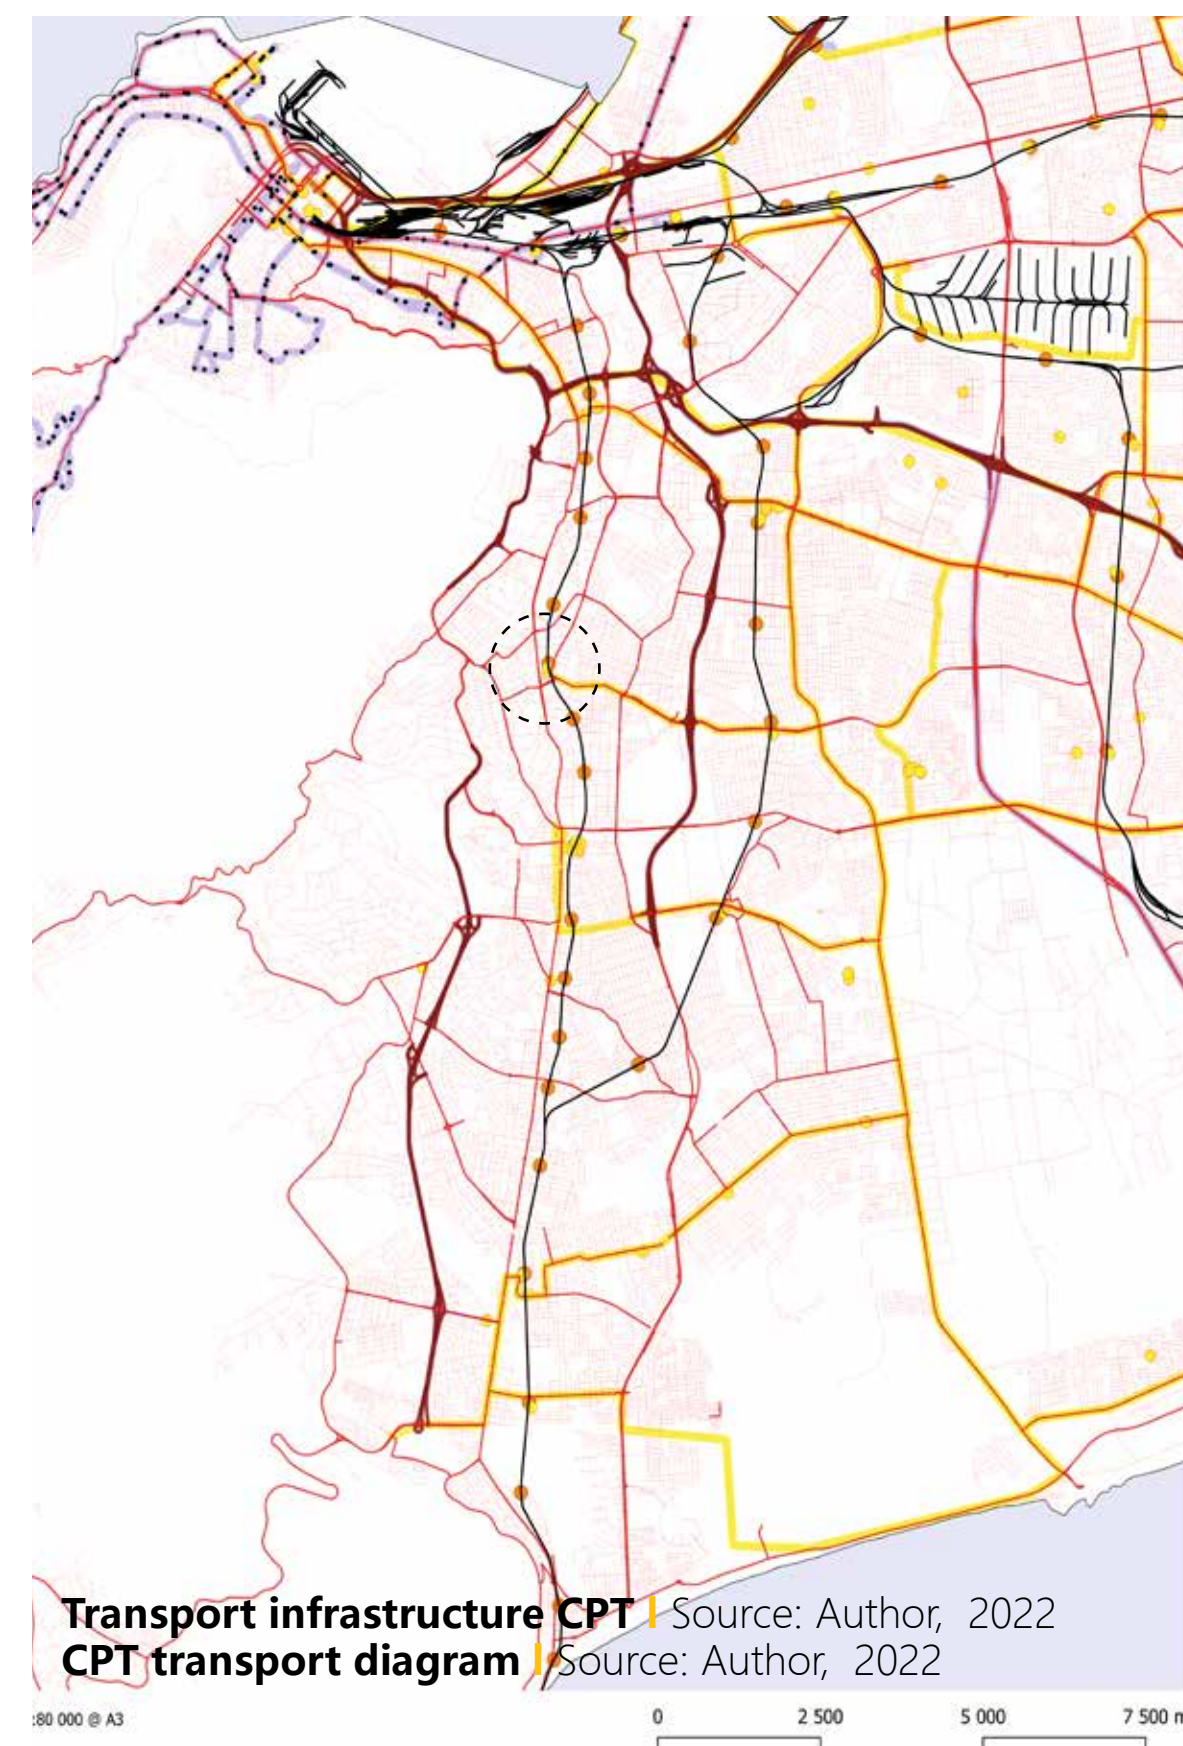 Transport infrastructure CPT | Source: Author, 2022
CPT transport diagram | Source: Author, 2022
:80 000 @ A3
0 2 500 5 000 7 500 m